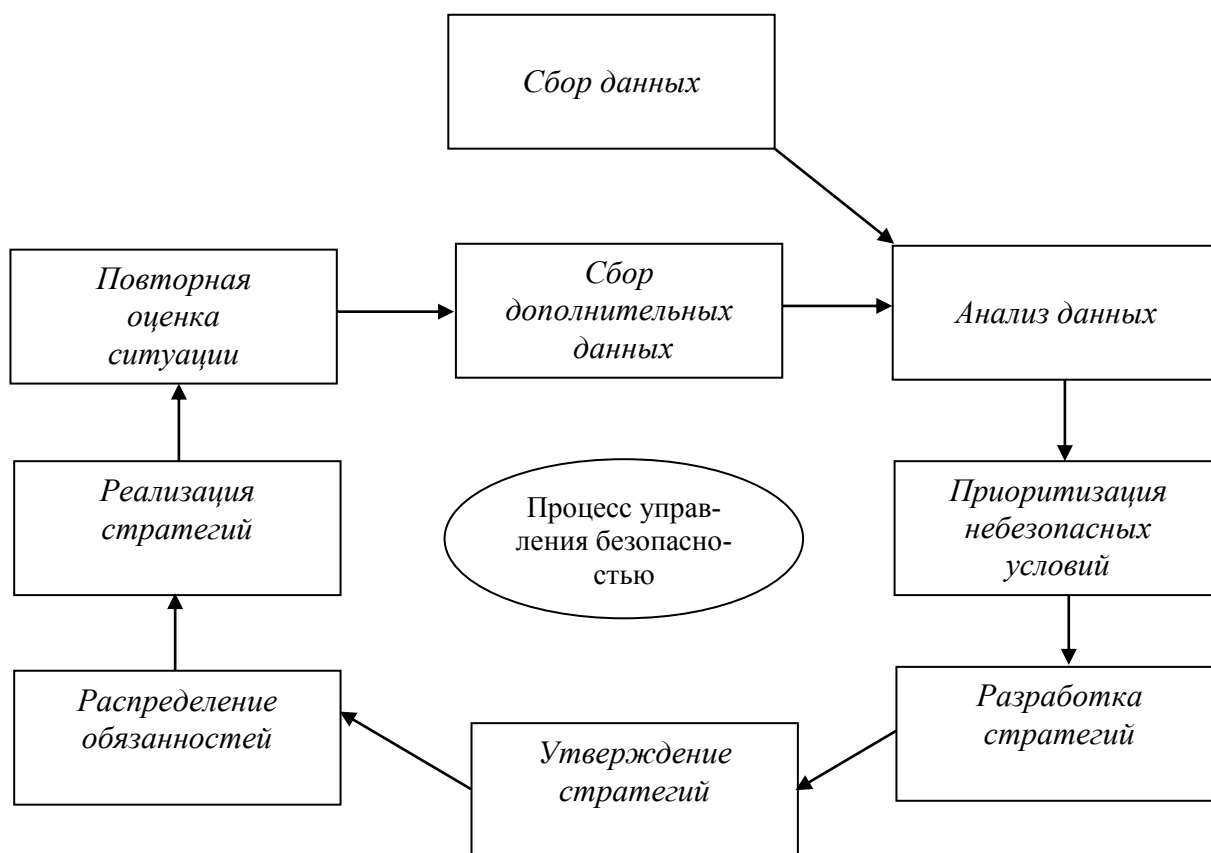 Сбор данных
Повторная
оценка
ситуации
Сбор
дополнительных
данных
Анализ данных
Реализация
стратегий
Процесс управ-
ления безопасно-
стью
Приоритизация
небезопасных
условий
Распределение
обязанностей
Утверждение
стратегий
Разработка
стратегий